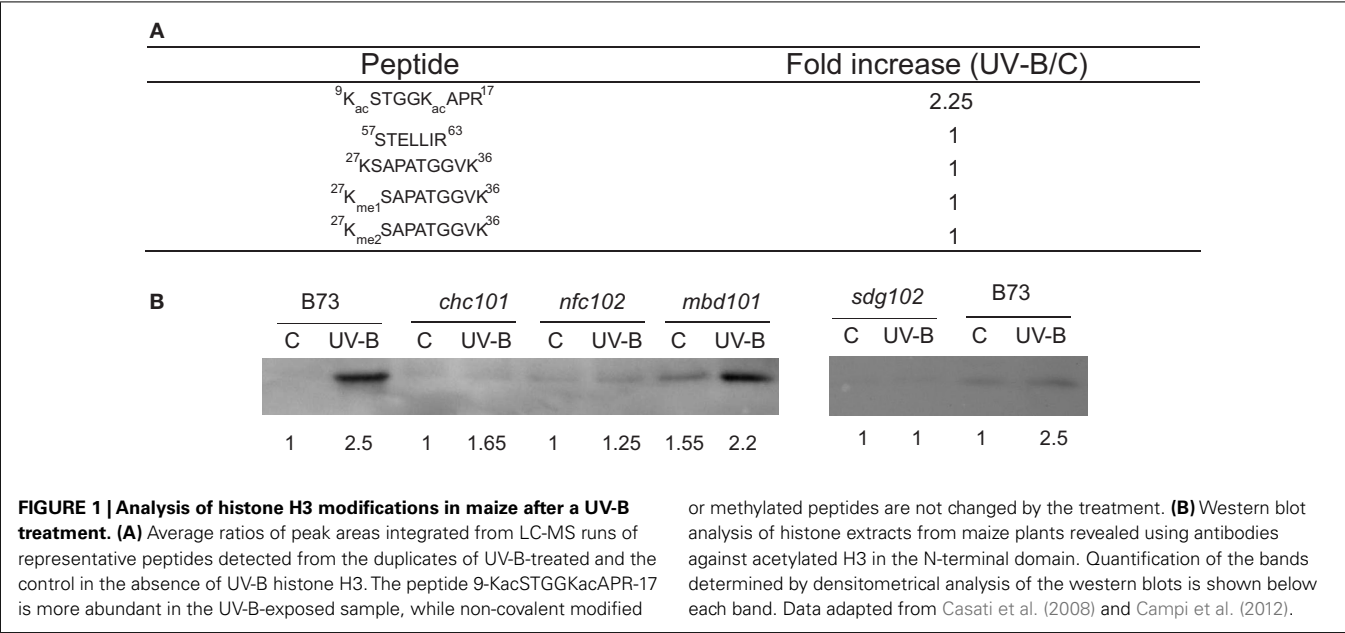 A
Peptide Fold increase (UV-B/C)
9KacSTGGKacAPR17 2.25
57STELLIR63 1
27KSAPATGGVK36 1
27Kme1SAPATGGVK36 1
27Kme2SAPATGGVK36 1
B
B73 chc101 nfc102 mbd101 sdg102 B73
C UV-B C UV-B C UV-B C UV-B C UV-B C UV-B
1 2.5 1 1.65 1 1.25 1.55 2.2 1 1 1 2.5
FIGURE 1 | Analysis of histone H3 modifications in maize after a UV-B
treatment. (A) Average ratios of peak areas integrated from LC-MS runs of
representative peptides detected from the duplicates of UV-B-treated and the
control in the absence of UV-B histone H3. The peptide 9-KacSTGGKacAPR-17
is more abundant in the UV-B-exposed sample, while non-covalent modified
or methylated peptides are not changed by the treatment. (B) Western blot
analysis of histone extracts from maize plants revealed using antibodies
against acetylated H3 in the N-terminal domain. Quantification of the bands
determined by densitometrical analysis of the western blots is shown below
each band. Data adapted from Casati et al. (2008) and Campi et al. (2012).